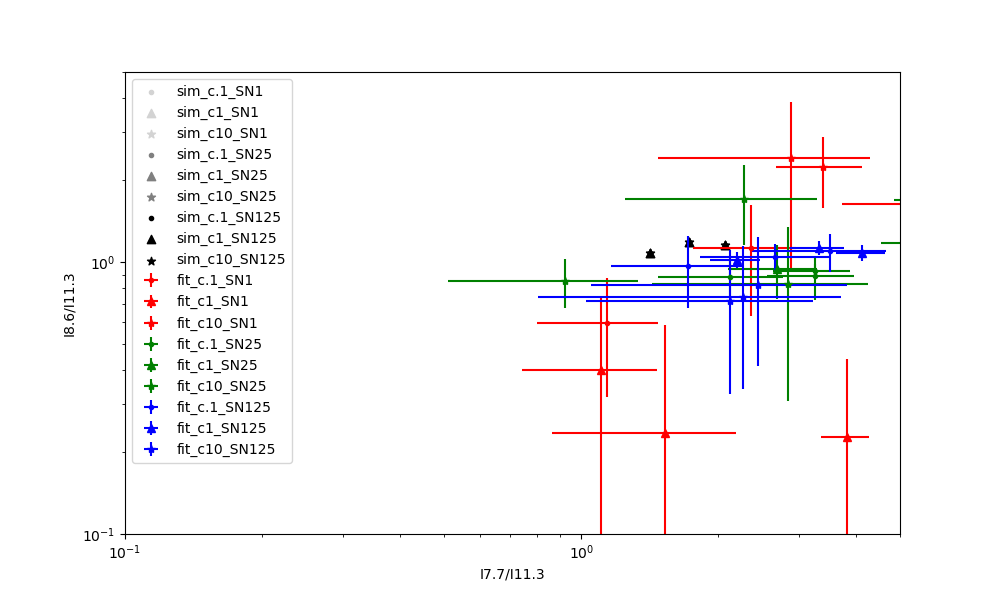 sim_c.1_SN1
sim_c1_SN1
sim_c10_SN1
sim_c.1_SN25
sim_c1_SN25
sim_c10_SN25
sim_c.1_SN125
sim_c1_SN125
sim_c10_SN125
fit_c.1_SN1
fit_c1_SN1
fit_c10_SN1
fit_c.1_SN25
fit_c1_SN25
fit_c10_SN25
fit_c.1_SN125
fit_c1_SN125
fit_c10_SN125
I8.6/I11.3
10⁰
10⁻¹
10⁻¹ 10⁰
I7.7/I11.3